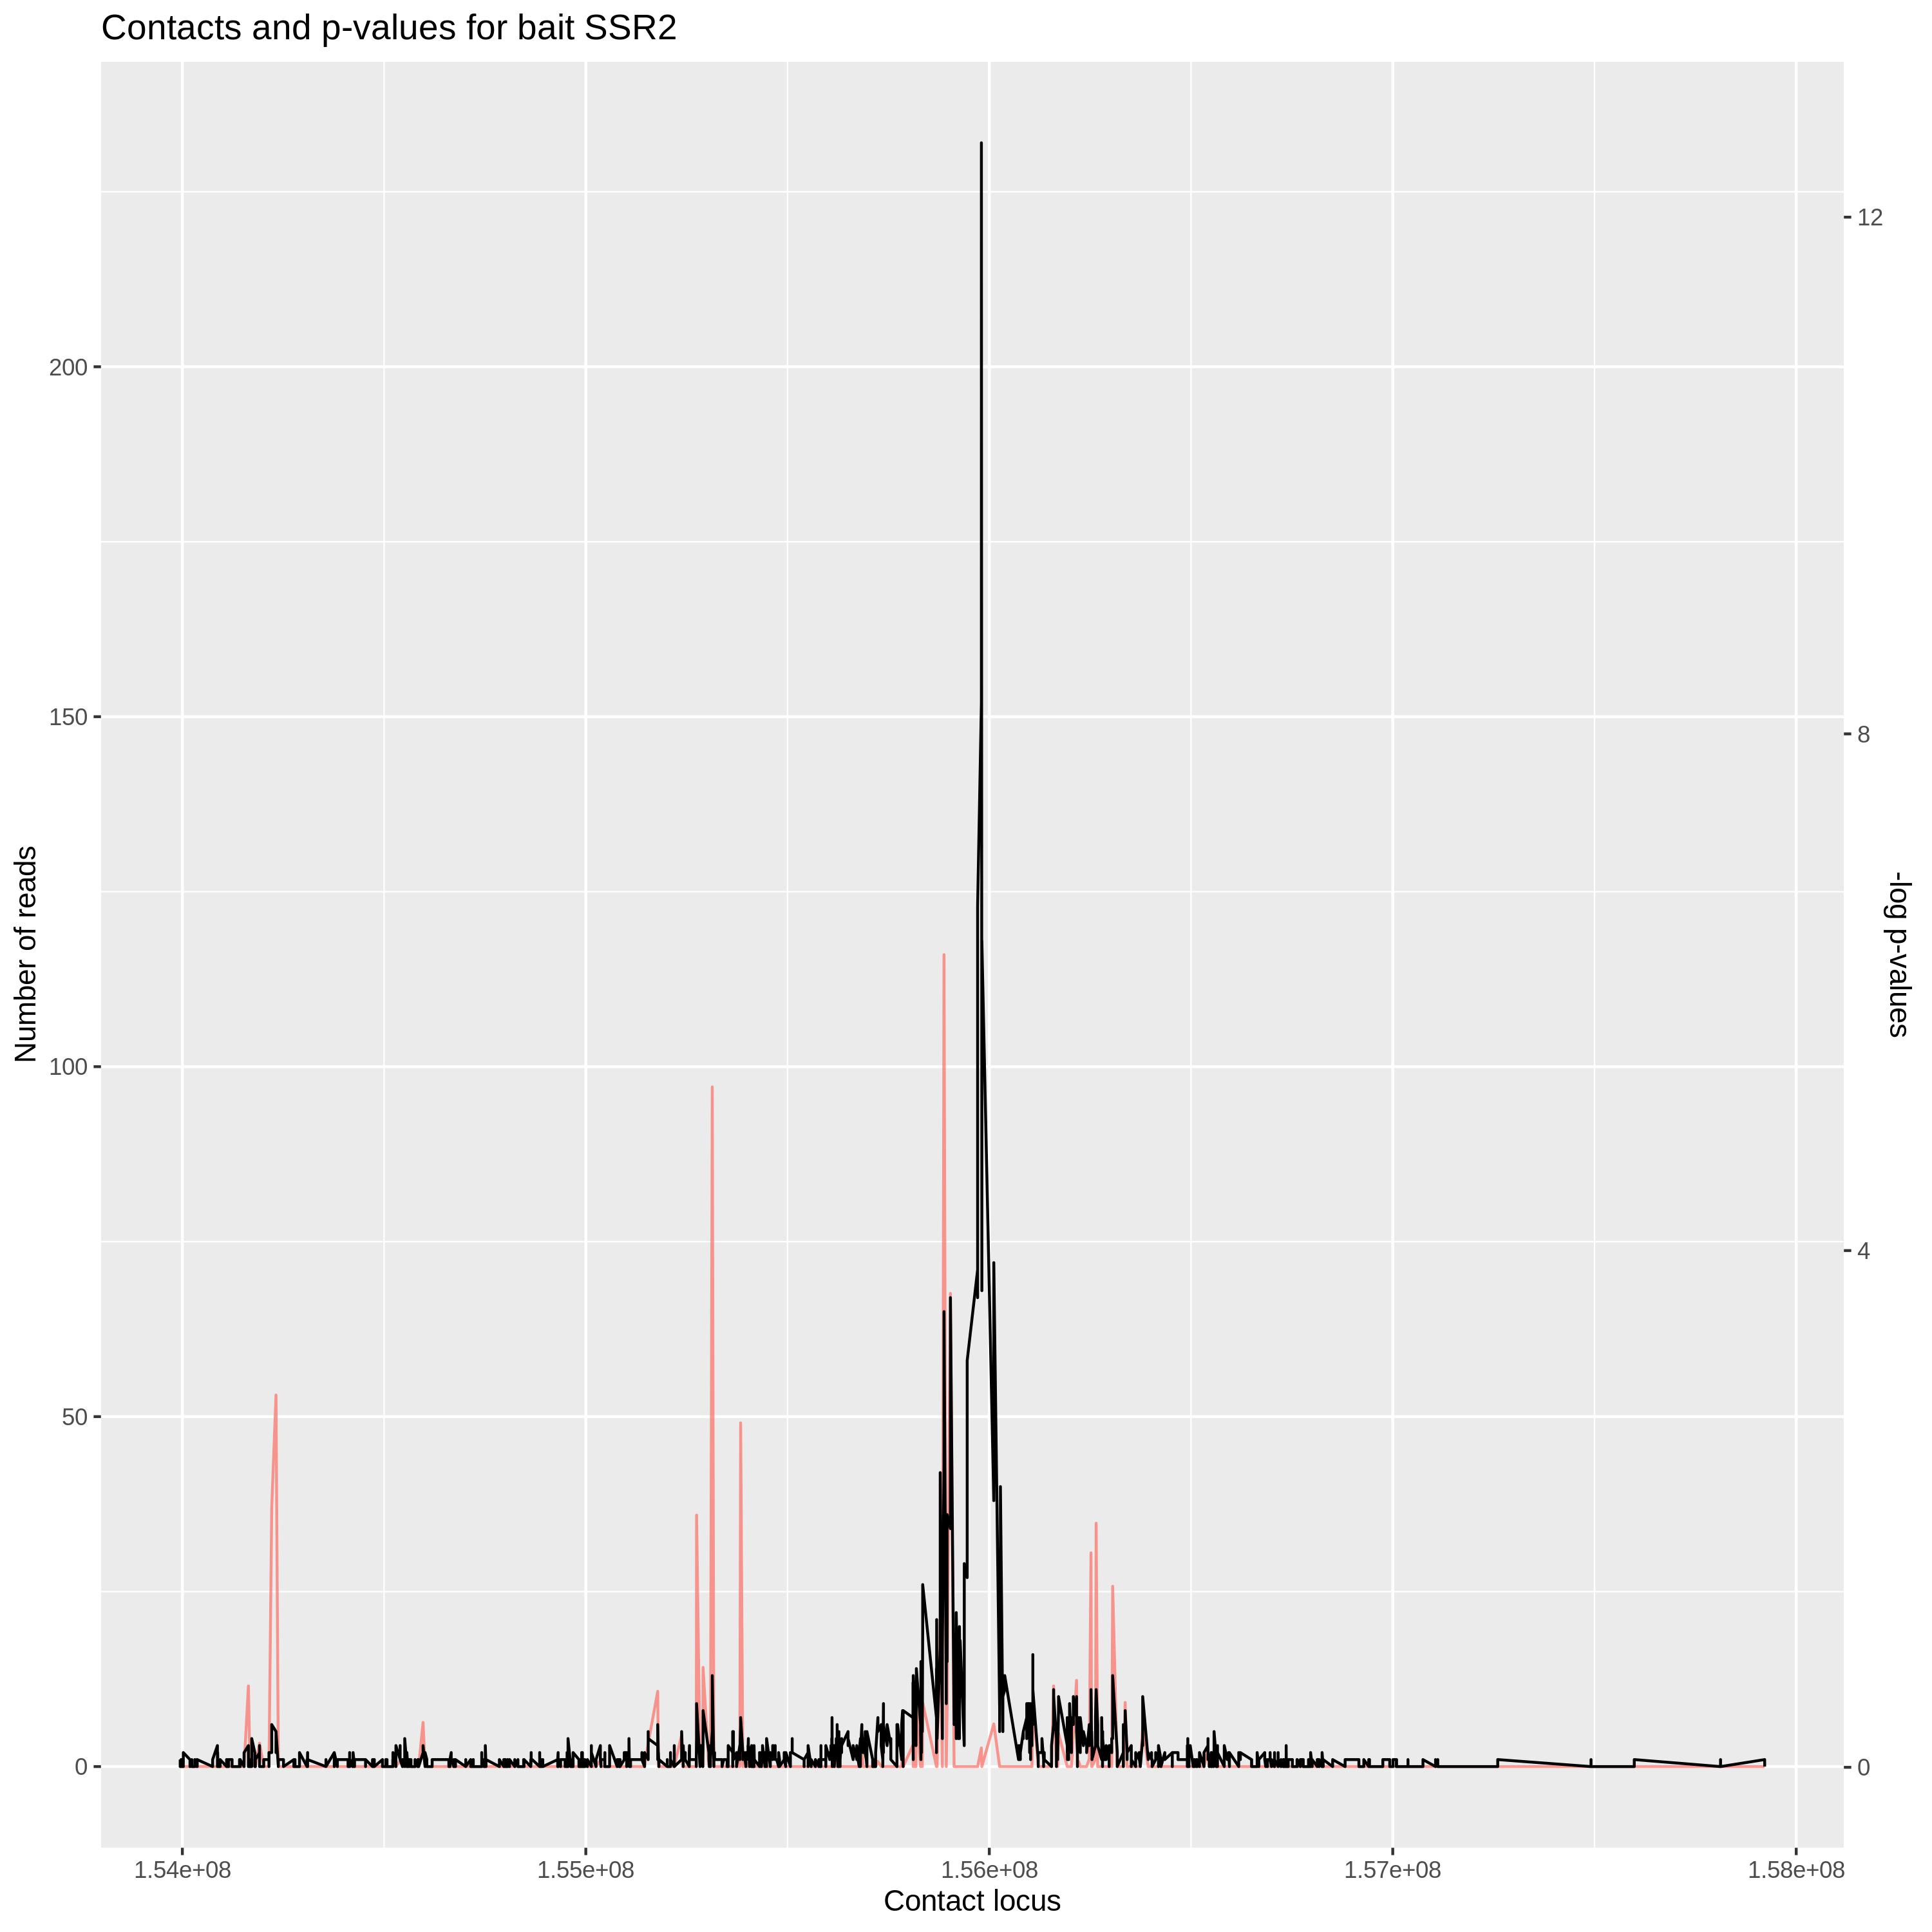 Contacts and p-values for bait SSR2
200
150
100
50
0
12
8
4
0
Number of reads
-log p-values
1.54e+08
1.55e+08
1.56e+08
1.57e+08
1.58e+08
Contact locus